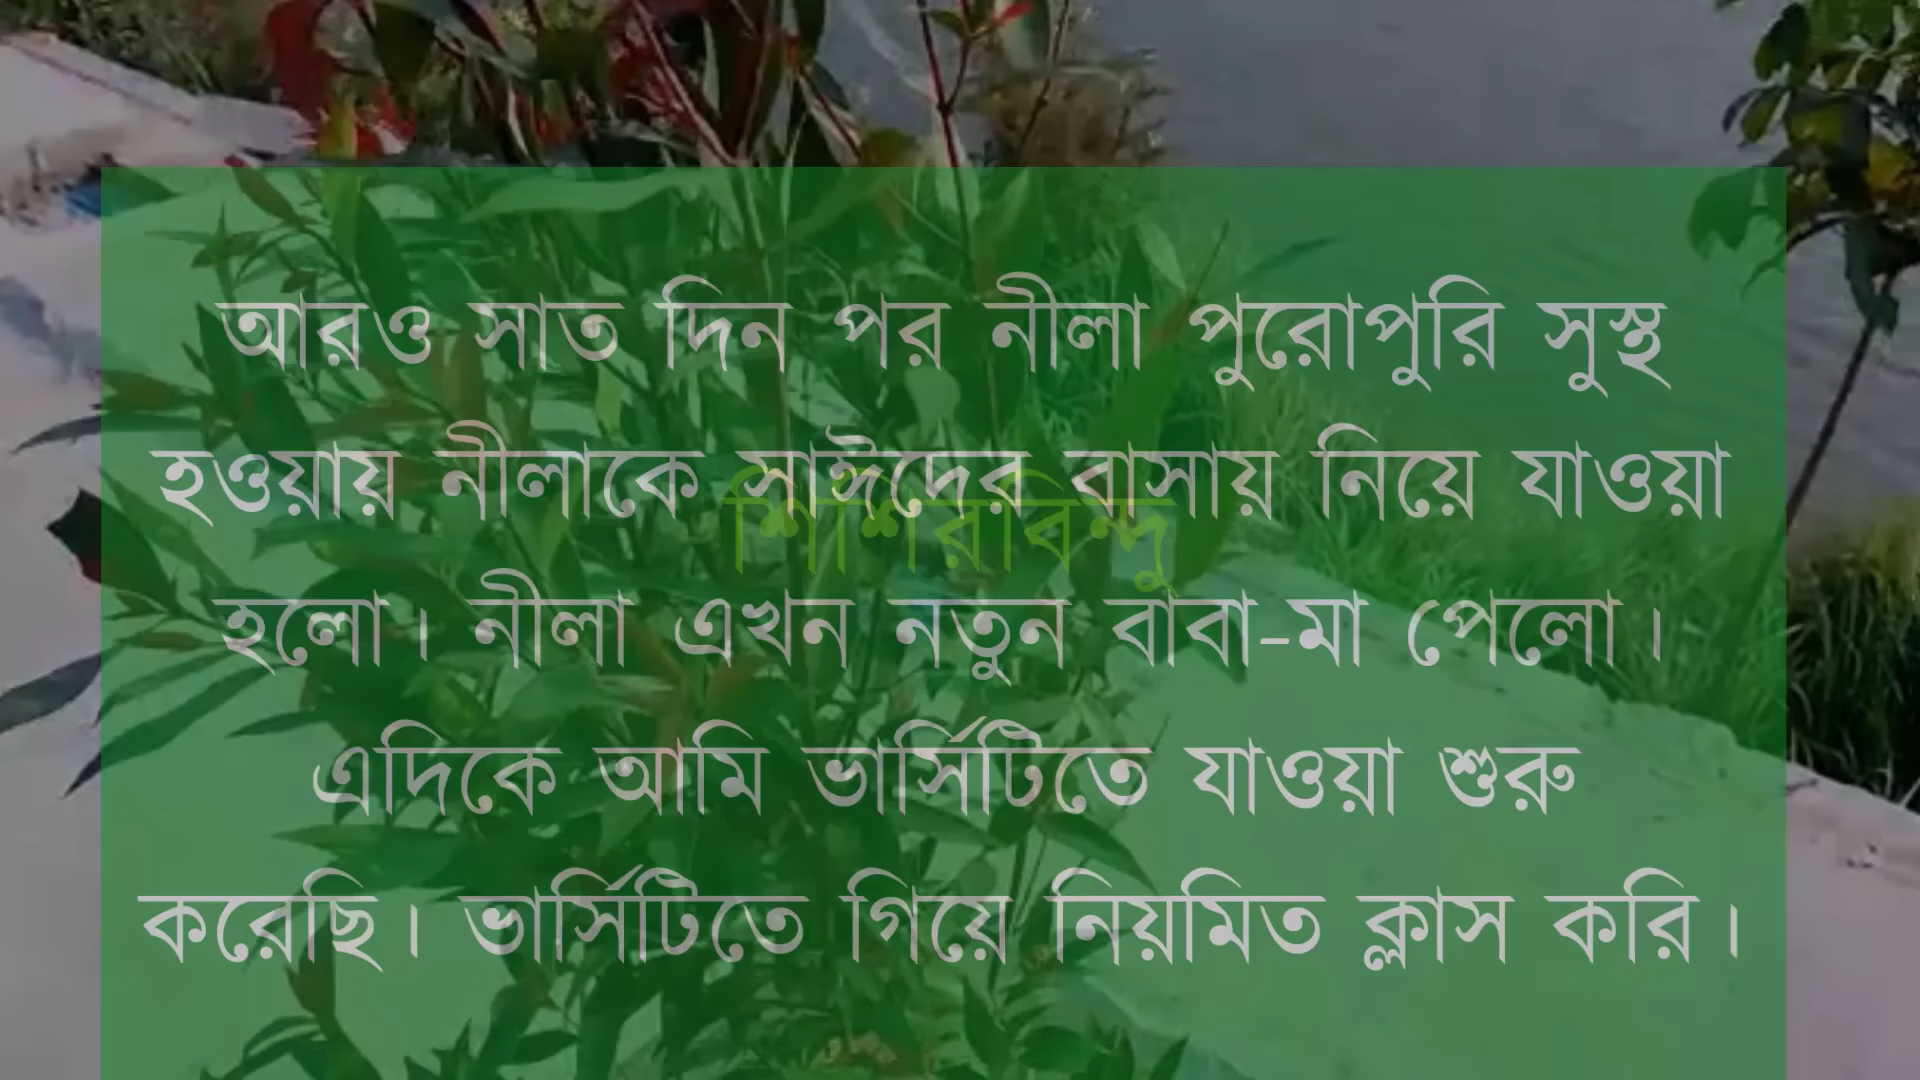 আরও সাত দিন পর নীলা পুরোপুরি সুস্থ
হওয়ায় নীলাকে সাঈদের বাসায় নিয়ে যাওয়া
শিশিরবিন্দু
হলো। নীলা এখন নতুন বাবা-মা পেলো।
এদিকে আমি ভার্সিটিতে যাওয়া শুরু
করেছি। ভার্সিটিতে গিয়ে নিয়মিত ক্লাস করি।